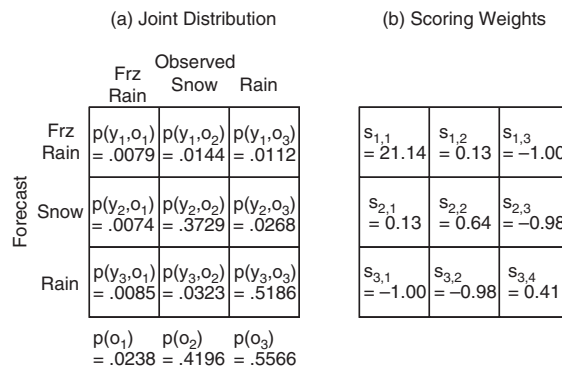 (a) Joint Distribution
(b) Scoring Weights
Observed
Frz Rain
Snow
Rain
Forecast
Frz Rain
p(y1,o1) = .0079
p(y1,o2) = .0144
p(y1,o3) = .0112
s1,1 = 21.14
s1,2 = 0.13
s1,3 = −1.00
Snow
p(y2,o1) = .0074
p(y2,o2) = .3729
p(y2,o3) = .0268
s2,1 = 0.13
s2,2 = 0.64
s2,3 = −0.98
Rain
p(y3,o1) = .0085
p(y3,o2) = .0323
p(y3,o3) = .5186
s3,1 = −1.00
s3,2 = −0.98
s3,4 = 0.41
p(o1) = .0238
p(o2) = .4196
p(o3) = .5566